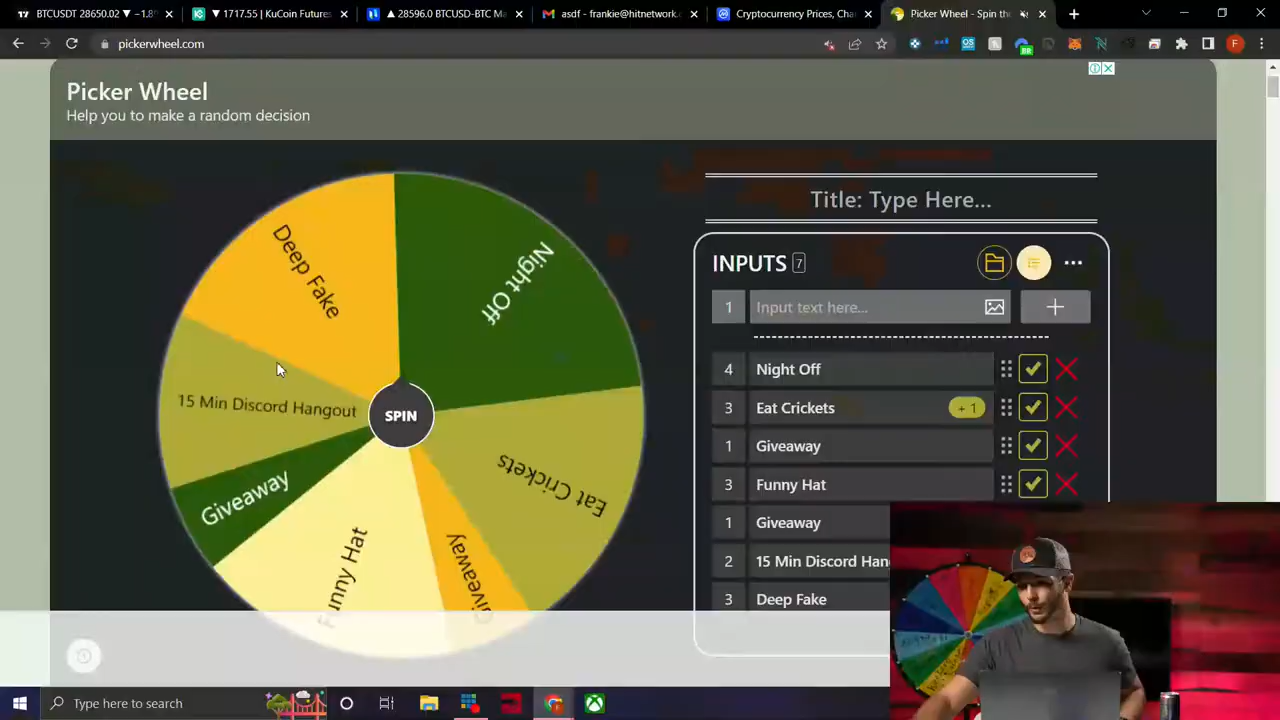 BTCUSDT 28650.02 ▼ −1.8
▼ 1717.55 | KuCoin Futures
▲ 28596.0 BTCUSD-BTC Ma
asdf - frankie@hitnetwork.
Cryptocurrency Prices, Cha
Picker Wheel - Spin th
pickerwheel.com
BB
F
Picker Wheel
Help you to make a random decision
Title: Type Here...
INPUTS 7
1 Input text here...
4 Night Off
3 Eat Crickets + 1
1 Giveaway
3 Funny Hat
1 Giveaway
2 15 Min Discord Han
3 Deep Fake
Deep Fake
Night Off
15 Min Discord Hangout
SPIN
Eat Crickets
Giveaway
Funny Hat
Giveaway
Type here to search